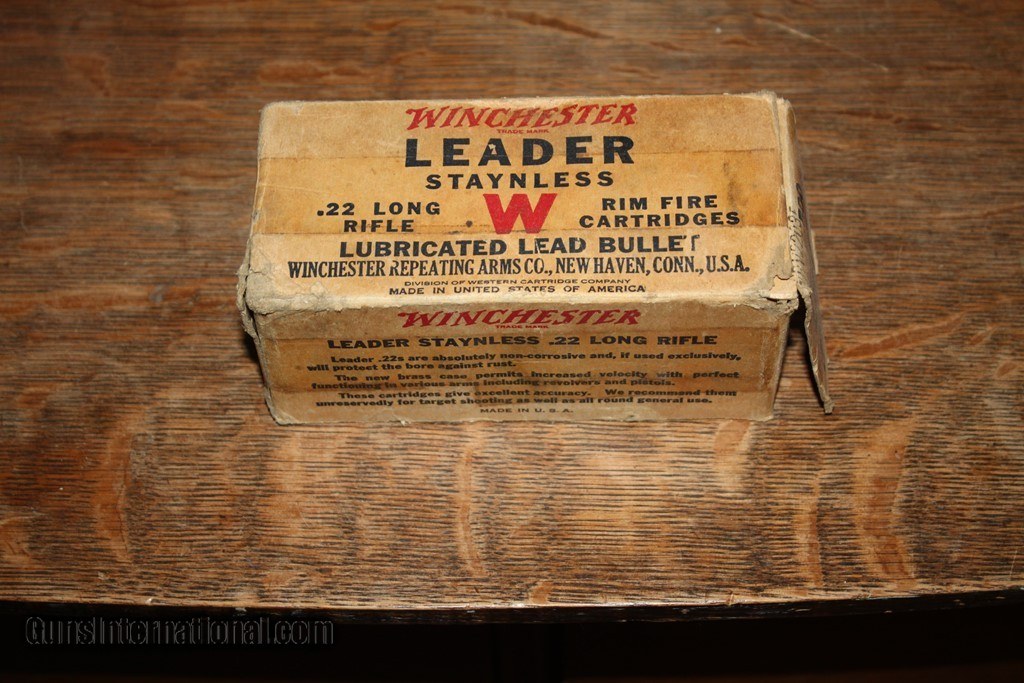 WINCHESTER
TRADE MARK
LEADER
STAYNLESS
.22 LONG RIFLE
W
RIM FIRE CARTRIDGES
LUBRICATED LEAD BULLET
WINCHESTER REPEATING ARMS CO., NEW HAVEN, CONN., U.S.A.
DIVISION OF WESTERN CARTRIDGE COMPANY
MADE IN UNITED STATES OF AMERICA
WINCHESTER
TRADE MARK
LEADER STAYNLESS .22 LONG RIFLE
Leader .22s are absolutely non-corrosive and, if used exclusively,
will protect the bore against rust.
The new brass case permits increased velocity with perfect
functioning in various arms including revolvers and pistols.
These cartridges give excellent accuracy. We recommend them
unreservedly for target shooting as well as all round general use.
MADE IN U.S.A.
GunsInternational.com